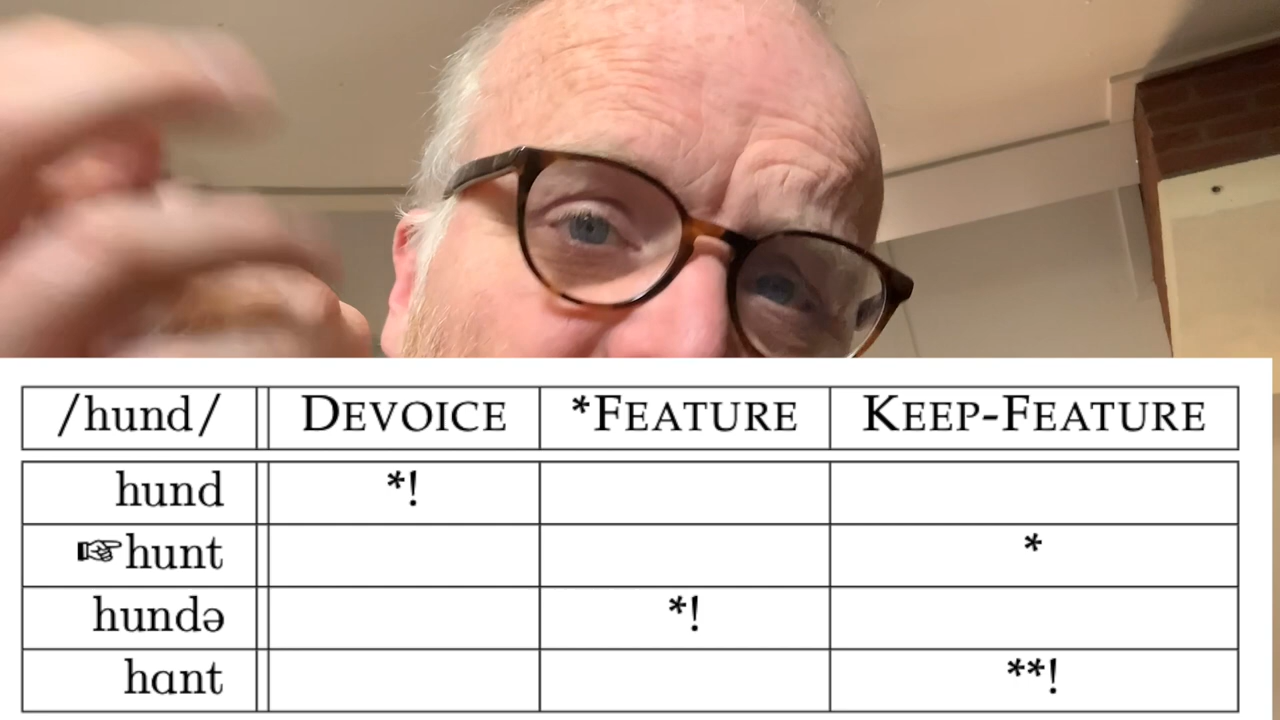 /hund/ DEVOICE *FEATURE KEEP-FEATURE
hund *!
☞hunt *
hundə *!
hɑnt **!